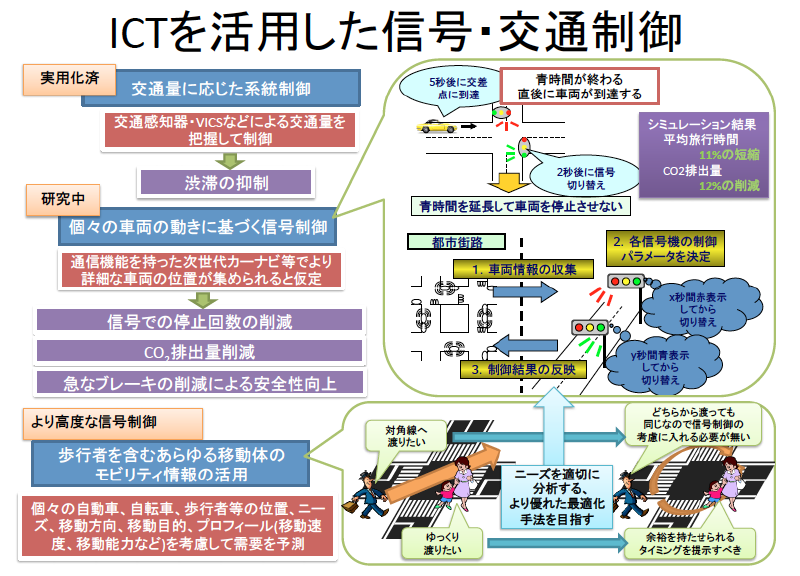 ICTを活用した信号・交通制御
実用化済
交通量に応じた系統制御
交通感知器・VICSなどによる交通量を
把握して制御
渋滞の抑制
研究中
個々の車両の動きに基づく信号制御
通信機能を持った次世代カーナビ等でより
詳細な車両の位置が集められると仮定
信号での停止回数の削減
CO₂排出量削減
急なブレーキの削減による安全性向上
より高度な信号制御
歩行者を含むあらゆる移動体の
モビリティ情報の活用
個々の自動車、自転車、歩行者等の位置、ニー
ズ、移動方向、移動目的、プロフィール(移動速
度、移動能力など)を考慮して需要を予測
5秒後に交差
点に到達
青時間が終わる
直後に車両が到達する
2秒後に信号
切り替え
青時間を延長して車両を停止させない
シミュレーション結果
平均旅行時間
11%の短縮
CO2排出量
12%の削減
都市街路
1. 車両情報の収集
2. 各信号機の制御
パラメータを決定
x秒間赤表示
してから
切り替え
y秒間青表示
してから
切り替え
3. 制御結果の反映
対角線へ
渡りたい
ゆっくり
渡りたい
ニーズを適切に
分析する、
より優れた最適化
手法を目指す
どちらから渡っても
同じなので信号制御の
考慮に入れる必要が無い
余裕を持たせられる
タイミングを提示すべき